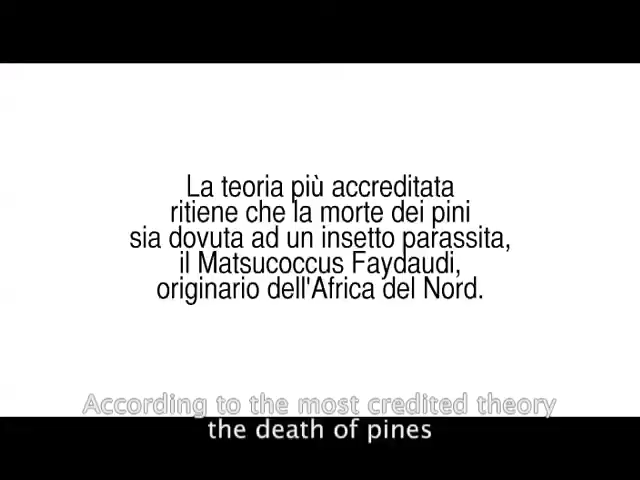 La teoria più accreditata
ritiene che la morte dei pini
sia dovuta ad un insetto parassita,
il Matsucoccus Faydaudi,
originario dell'Africa del Nord.
According to the most credited theory
the death of pines